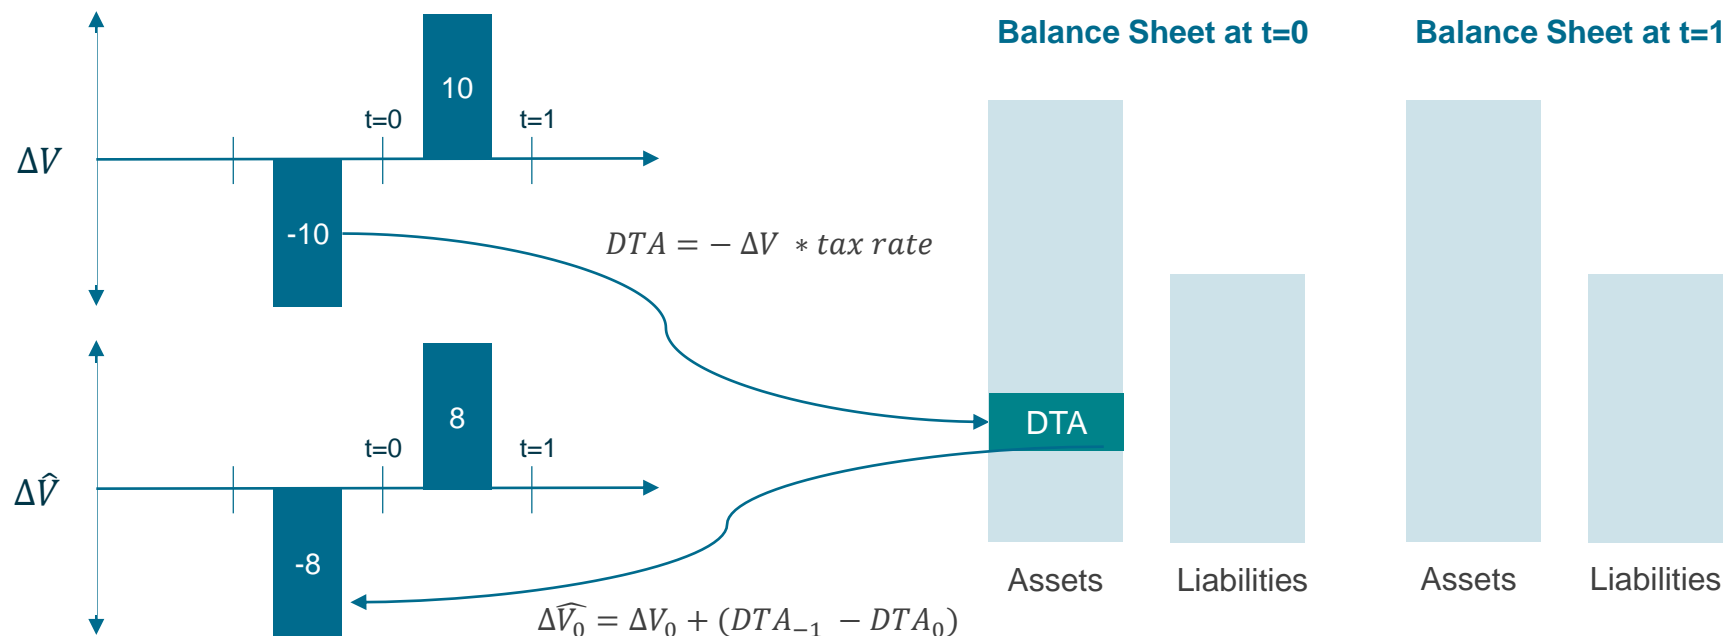 Balance Sheet at t=0
Balance Sheet at t=1
10
t=0
t=1
ΔV
-10
DTA = − ΔV ∗ tax rate
8
DTA
t=0
t=1
ΔV̂
-8
Assets
Liabilities
Assets
Liabilities
ΔV̂₀ = ΔV₀ + (DTA₋₁ − DTA₀)